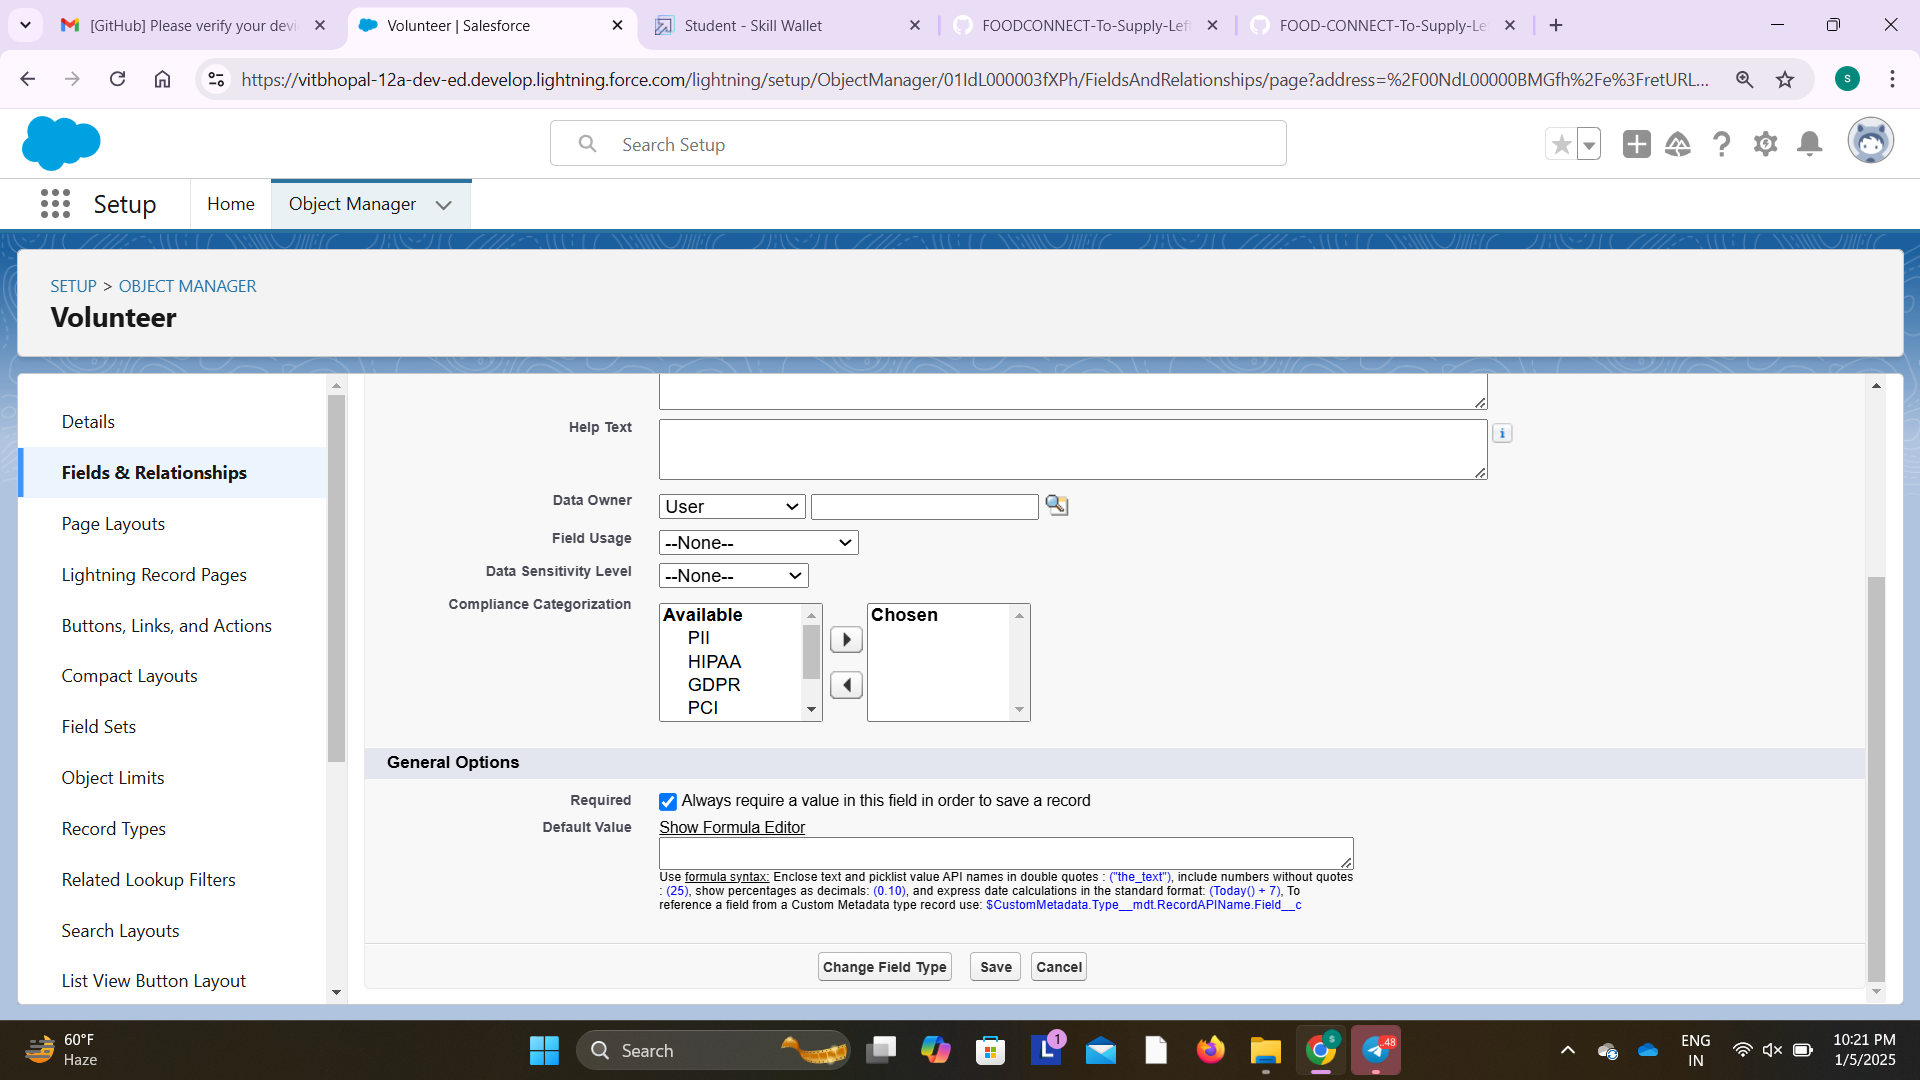 [GitHub] Please verify your devi
Volunteer | Salesforce
Student - Skill Wallet
FOODCONNECT-To-Supply-Left
FOOD-CONNECT-To-Supply-Le
https://vitbhopal-12a-dev-ed.develop.lightning.force.com/lightning/setup/ObjectManager/01IdL000003fXPh/FieldsAndRelationships/page?address=%2F00NdL00000BMGfh%2Fe%3FretURL...
S
Search Setup
Setup
Home
Object Manager
SETUP > OBJECT MANAGER
Volunteer
Details
Fields & Relationships
Page Layouts
Lightning Record Pages
Buttons, Links, and Actions
Compact Layouts
Field Sets
Object Limits
Record Types
Related Lookup Filters
Search Layouts
List View Button Layout
Help Text
i
Data Owner
User
Field Usage
--None--
Data Sensitivity Level
--None--
Compliance Categorization
Available
PII
HIPAA
GDPR
PCI
Chosen
General Options
Required
Always require a value in this field in order to save a record
Default Value
Show Formula Editor
Use formula syntax: Enclose text and picklist value API names in double quotes : ("the_text"), include numbers without quotes
: (25), show percentages as decimals: (0.10), and express date calculations in the standard format: (Today() + 7), To
reference a field from a Custom Metadata type record use: $CustomMetadata.Type__mdt.RecordAPIName.Field__c
Change Field Type
Save
Cancel
60°F
Haze
Search
L
1
S
.48
ENG
IN
10:21 PM
1/5/2025